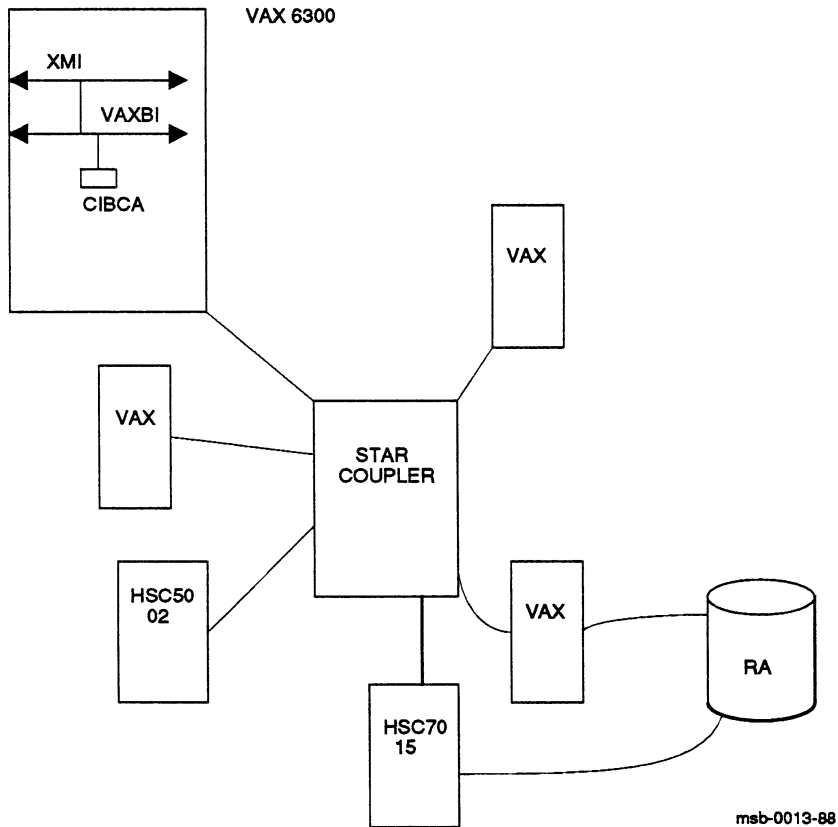 VAX 6300
XMI
VAXBI
CIBCA
VAX
VAX
STAR
COUPLER
HSC50
02
VAX
RA
HSC70
15
msb-0013-88